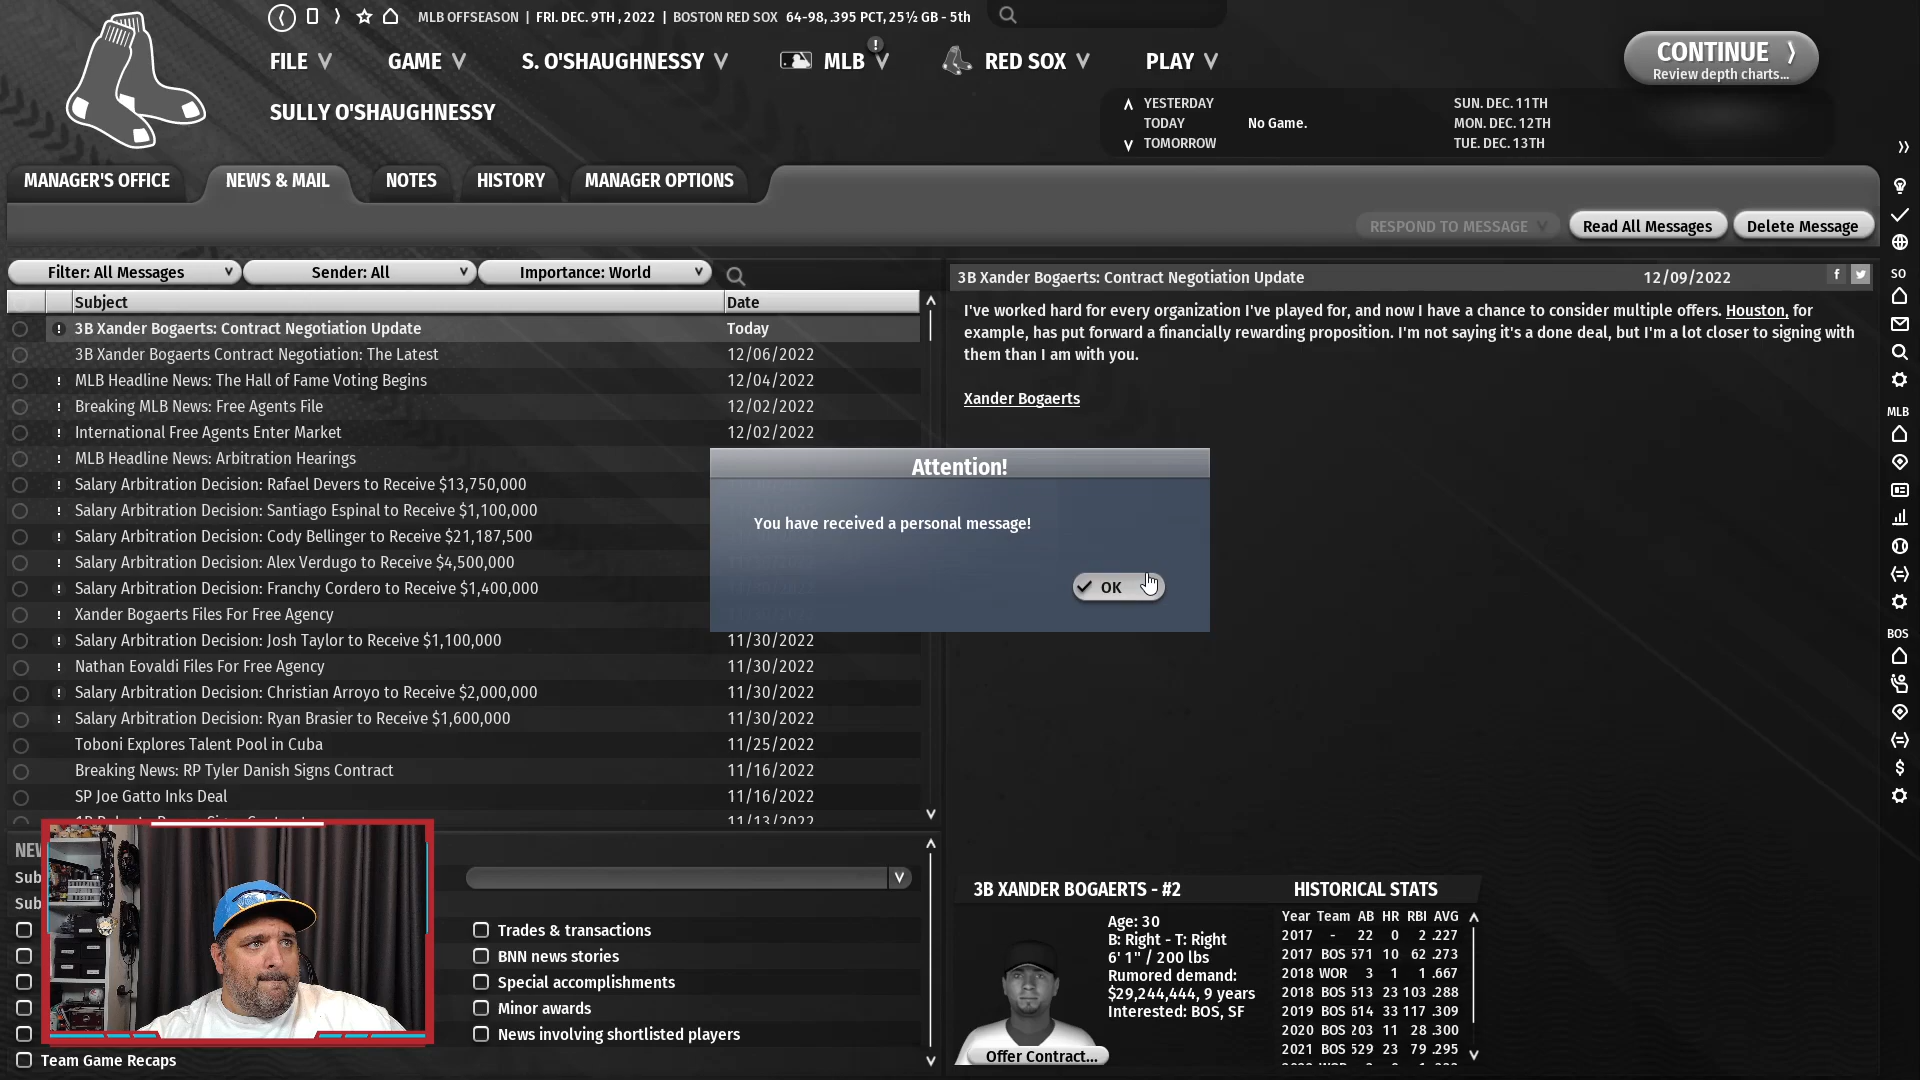 MLB OFFSEASON | FRI. DEC. 9TH , 2022 | BOSTON RED SOX 64-98, .395 PCT, 25½ GB - 5th
FILE
GAME
S. O'SHAUGHNESSY
MLB
!
RED SOX
PLAY
CONTINUE
Review depth charts...
SULLY O'SHAUGHNESSY
YESTERDAY
TODAY
TOMORROW
No Game.
SUN. DEC. 11TH
MON. DEC. 12TH
TUE. DEC. 13TH
MANAGER'S OFFICE
NEWS & MAIL
NOTES
HISTORY
MANAGER OPTIONS
RESPOND TO MESSAGE
Read All Messages
Delete Message
Filter: All Messages
Sender: All
Importance: World
Subject Date
! 3B Xander Bogaerts: Contract Negotiation Update Today
3B Xander Bogaerts Contract Negotiation: The Latest 12/06/2022
! MLB Headline News: The Hall of Fame Voting Begins 12/04/2022
! Breaking MLB News: Free Agents File 12/02/2022
! International Free Agents Enter Market 12/02/2022
! MLB Headline News: Arbitration Hearings
! Salary Arbitration Decision: Rafael Devers to Receive $13,750,000
! Salary Arbitration Decision: Santiago Espinal to Receive $1,100,000
! Salary Arbitration Decision: Cody Bellinger to Receive $21,187,500
! Salary Arbitration Decision: Alex Verdugo to Receive $4,500,000
! Salary Arbitration Decision: Franchy Cordero to Receive $1,400,000
! Xander Bogaerts Files For Free Agency
! Salary Arbitration Decision: Josh Taylor to Receive $1,100,000 11/30/2022
! Nathan Eovaldi Files For Free Agency 11/30/2022
! Salary Arbitration Decision: Christian Arroyo to Receive $2,000,000 11/30/2022
! Salary Arbitration Decision: Ryan Brasier to Receive $1,600,000 11/30/2022
Toboni Explores Talent Pool in Cuba 11/25/2022
Breaking News: RP Tyler Danish Signs Contract 11/16/2022
SP Joe Gatto Inks Deal 11/16/2022
11/13/2022
3B Xander Bogaerts: Contract Negotiation Update 12/09/2022
f
I've worked hard for every organization I've played for, and now I have a chance to consider multiple offers. Houston, for
example, has put forward a financially rewarding proposition. I'm not saying it's a done deal, but I'm a lot closer to signing with
them than I am with you.
Xander Bogaerts
Attention!
You have received a personal message!
OK
SO
MLB
BOS
$
NEW
Sub
Sub
Trades & transactions
BNN news stories
Special accomplishments
Minor awards
News involving shortlisted players
Team Game Recaps
3B XANDER BOGAERTS - #2
Age: 30
B: Right - T: Right
6' 1" / 200 lbs
Rumored demand:
$29,244,444, 9 years
Interested: BOS, SF
Offer Contract...
HISTORICAL STATS
Year Team AB HR RBI AVG
2017 - 22 0 2 .227
2017 BOS 571 10 62 .273
2018 WOR 3 1 1 .667
2018 BOS 513 23 103 .288
2019 BOS 614 33 117 .309
2020 BOS 203 11 28 .300
2021 BOS 529 23 79 .295